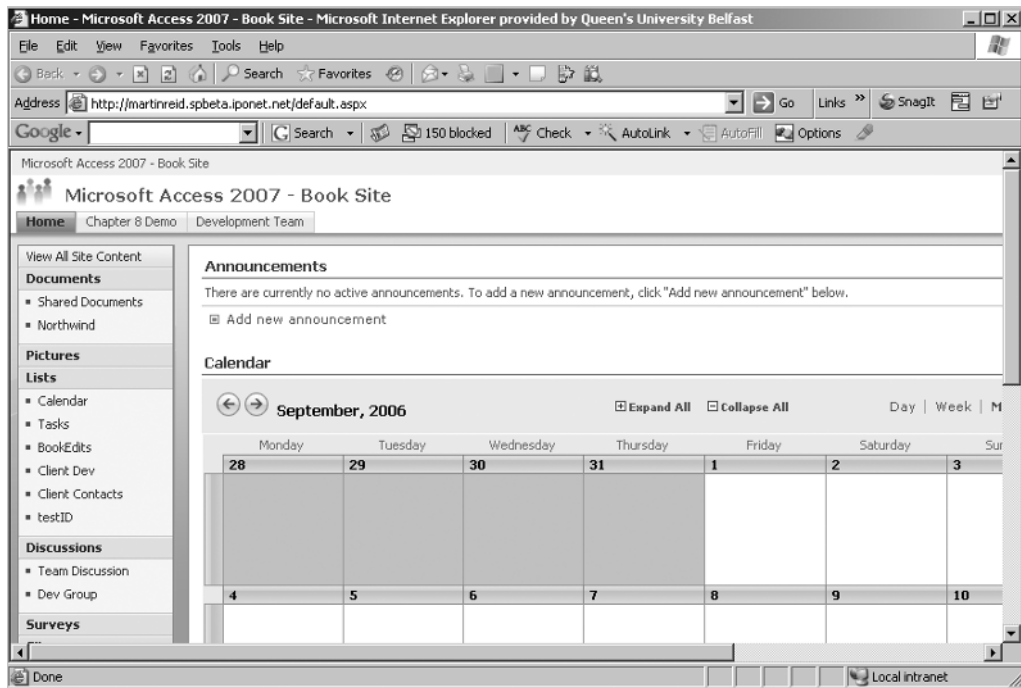 Home - Microsoft Access 2007 - Book Site - Microsoft Internet Explorer provided by Queen's University Belfast
File Edit View Favorites Tools Help
Back Search Favorites
Address http://martinreid.spbeta.iponet.net/default.aspx Go Links » SnagIt
Google Search 150 blocked ABC Check AutoLink AutoFill Options
Microsoft Access 2007 - Book Site
Microsoft Access 2007 - Book Site
Home Chapter 8 Demo Development Team
View All Site Content
Documents
Shared Documents
Northwind
Pictures
Lists
Calendar
Tasks
BookEdits
Client Dev
Client Contacts
testID
Discussions
Team Discussion
Dev Group
Surveys
Announcements
There are currently no active announcements. To add a new announcement, click "Add new announcement" below.
Add new announcement
Calendar
September, 2006 Expand All Collapse All Day | Week | M
Monday Tuesday Wednesday Thursday Friday Saturday Sur
28 29 30 31 1 2 3
4 5 6 7 8 9 10
Done Local intranet